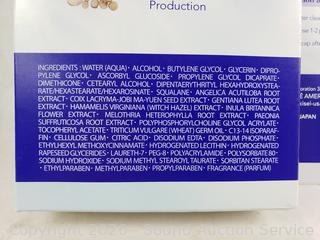 Production
INGREDIENTS : WATER (AQUA)・ALCOHOL・BUTYLENE GLYCOL・GLYCERIN・DIPRO-
PYLENE GLYCOL・ASCORBYL GLUCOSIDE・PROPYLENE GLYCOL DICAPRATE・
DIMETHICONE・CETEARYL ALCOHOL・DIPENTAERYTHRITYL HEXAHYDROXYSTEA-
RATE/HEXASTEARATE/HEXAROSINATE・SQUALANE・ANGELICA ACUTILOBA ROOT
EXTRACT・COIX LACRYMA-JOBI MA-YUEN SEED EXTRACT・GENTIANA LUTEA ROOT
EXTRACT・HAMAMELIS VIRGINIANA (WITCH HAZEL) EXTRACT・INULA BRITANNICA
FLOWER EXTRACT・MELOTHRIA HETEROPHYLLA ROOT EXTRACT・PAEONIA
SUFFRUTICOSA ROOT EXTRACT・POLYPHOSPHORYLCHOLINE GLYCOL ACRYLATE・
TOCOPHERYL ACETATE・TRITICUM VULGARE (WHEAT) GERM OIL・C13-14 ISOPARAF-
FIN・CELLULOSE GUM・CITRIC ACID・DISODIUM EDTA・DISODIUM PHOSPHATE・
ETHYLHEXYL METHOXYCINNAMATE・HYDROGENATED LECITHIN・HYDROGENATED
RAPESEED GLYCERIDES・LAURETH-7・PEG-8・POLYACRYLAMIDE・POLYSORBATE 80・
SODIUM HYDROXIDE・SODIUM METHYL STEAROYL TAURATE・SORBITAN STEARATE
・ETHYLPARABEN・METHYLPARABEN・PROPYLPARABEN・FRAGRANCE (PARFUM)
JAPAN
Copyright 2020 - Sound Auction Service